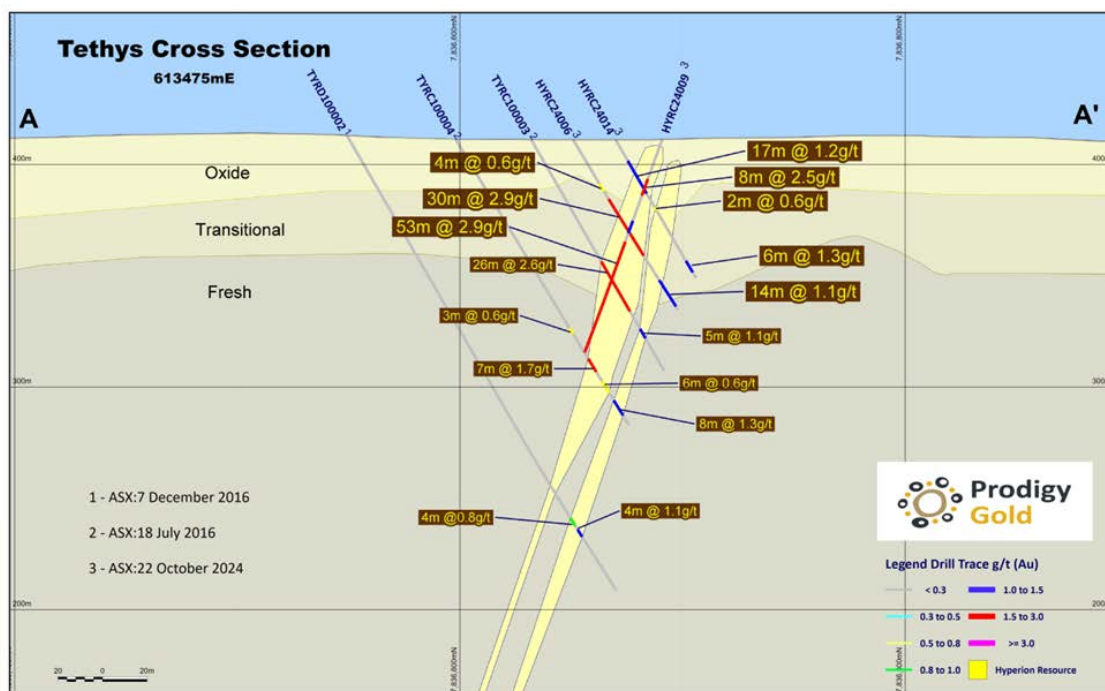 Tethys Cross Section
613475mE
7,836,600mN
7,836,800mN
TYRD100002 1
TYRC100004 2
TYRC100003 2
HYRC24006 3
HYRC24014 3
HYRC24009 3
A
A'
400m
400
Oxide
Transitional
Fresh
4m @ 0.6g/t
30m @ 2.9g/t
53m @ 2.9g/t
26m @ 2.6g/t
3m @ 0.6g/t
7m @ 1.7g/t
4m @0.8g/t
17m @ 1.2g/t
8m @ 2.5g/t
2m @ 0.6g/t
6m @ 1.3g/t
14m @ 1.1g/t
5m @ 1.1g/t
6m @ 0.6g/t
8m @ 1.3g/t
4m @ 1.1g/t
300m
300
1 - ASX:7 December 2016
2 - ASX:18 July 2016
3 - ASX:22 October 2024
Prodigy
Gold
Legend Drill Trace g/t (Au)
< 0.3
1.0 to 1.5
0.3 to 0.5
1.5 to 3.0
0.5 to 0.8
>= 3.0
0.8 to 1.0
Hyperion Resource
200m
200
20 0 20m
7,836,600mN
7,836,800mN